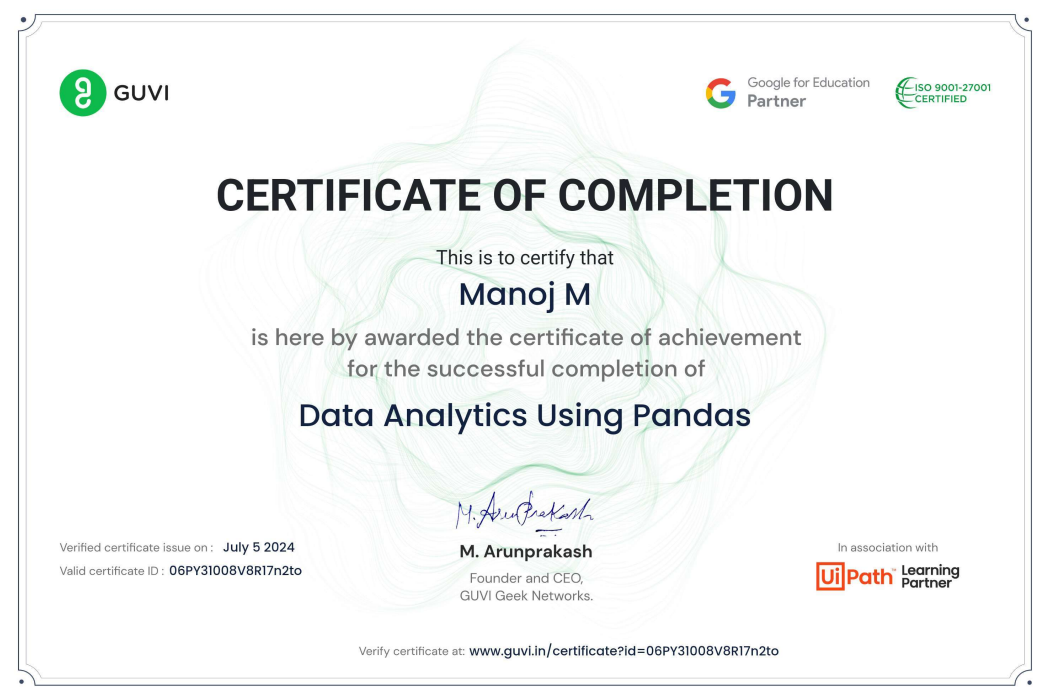 GUVI
Google for Education
Partner
ISO 9001-27001
CERTIFIED
CERTIFICATE OF COMPLETION
This is to certify that
Manoj M
is here by awarded the certificate of achievement
for the successful completion of
Data Analytics Using Pandas
M. Arunprakash
Verified certificate issue on : July 5 2024
Valid certificate ID : 06PY31008V8R17n2to
M. Arunprakash
Founder and CEO,
GUVI Geek Networks.
In association with
UiPath™ Learning
Partner
Verify certificate at: www.guvi.in/certificate?id=06PY31008V8R17n2to